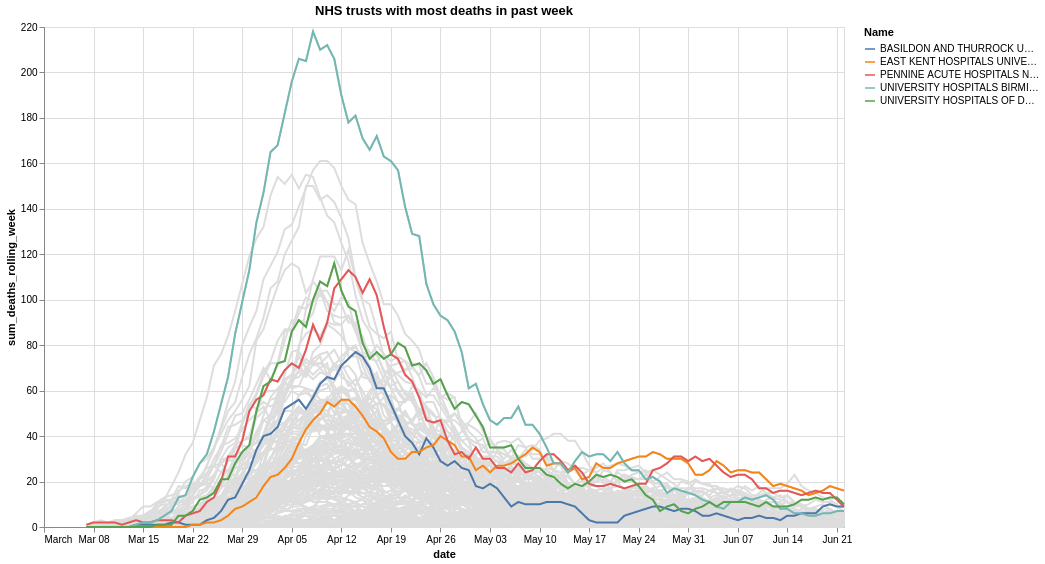 NHS trusts with most deaths in past week
sum_deaths_rolling_week
220
200
180
160
140
120
100
80
60
40
20
0
March Mar 08 Mar 15 Mar 22 Mar 29 Apr 05 Apr 12 Apr 19 Apr 26 May 03 May 10 May 17 May 24 May 31 Jun 07 Jun 14 Jun 21
date
Name
BASILDON AND THURROCK U…
EAST KENT HOSPITALS UNIVE…
PENNINE ACUTE HOSPITALS N…
UNIVERSITY HOSPITALS BIRMI…
UNIVERSITY HOSPITALS OF D…